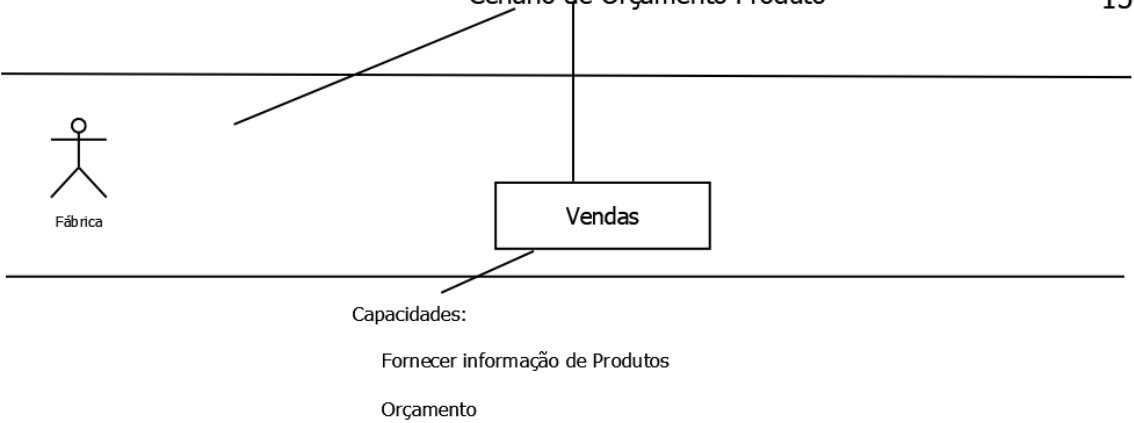 Cenário de Orçamento Produto
Fábrica
Vendas
Capacidades:
Fornecer informação de Produtos
Orçamento